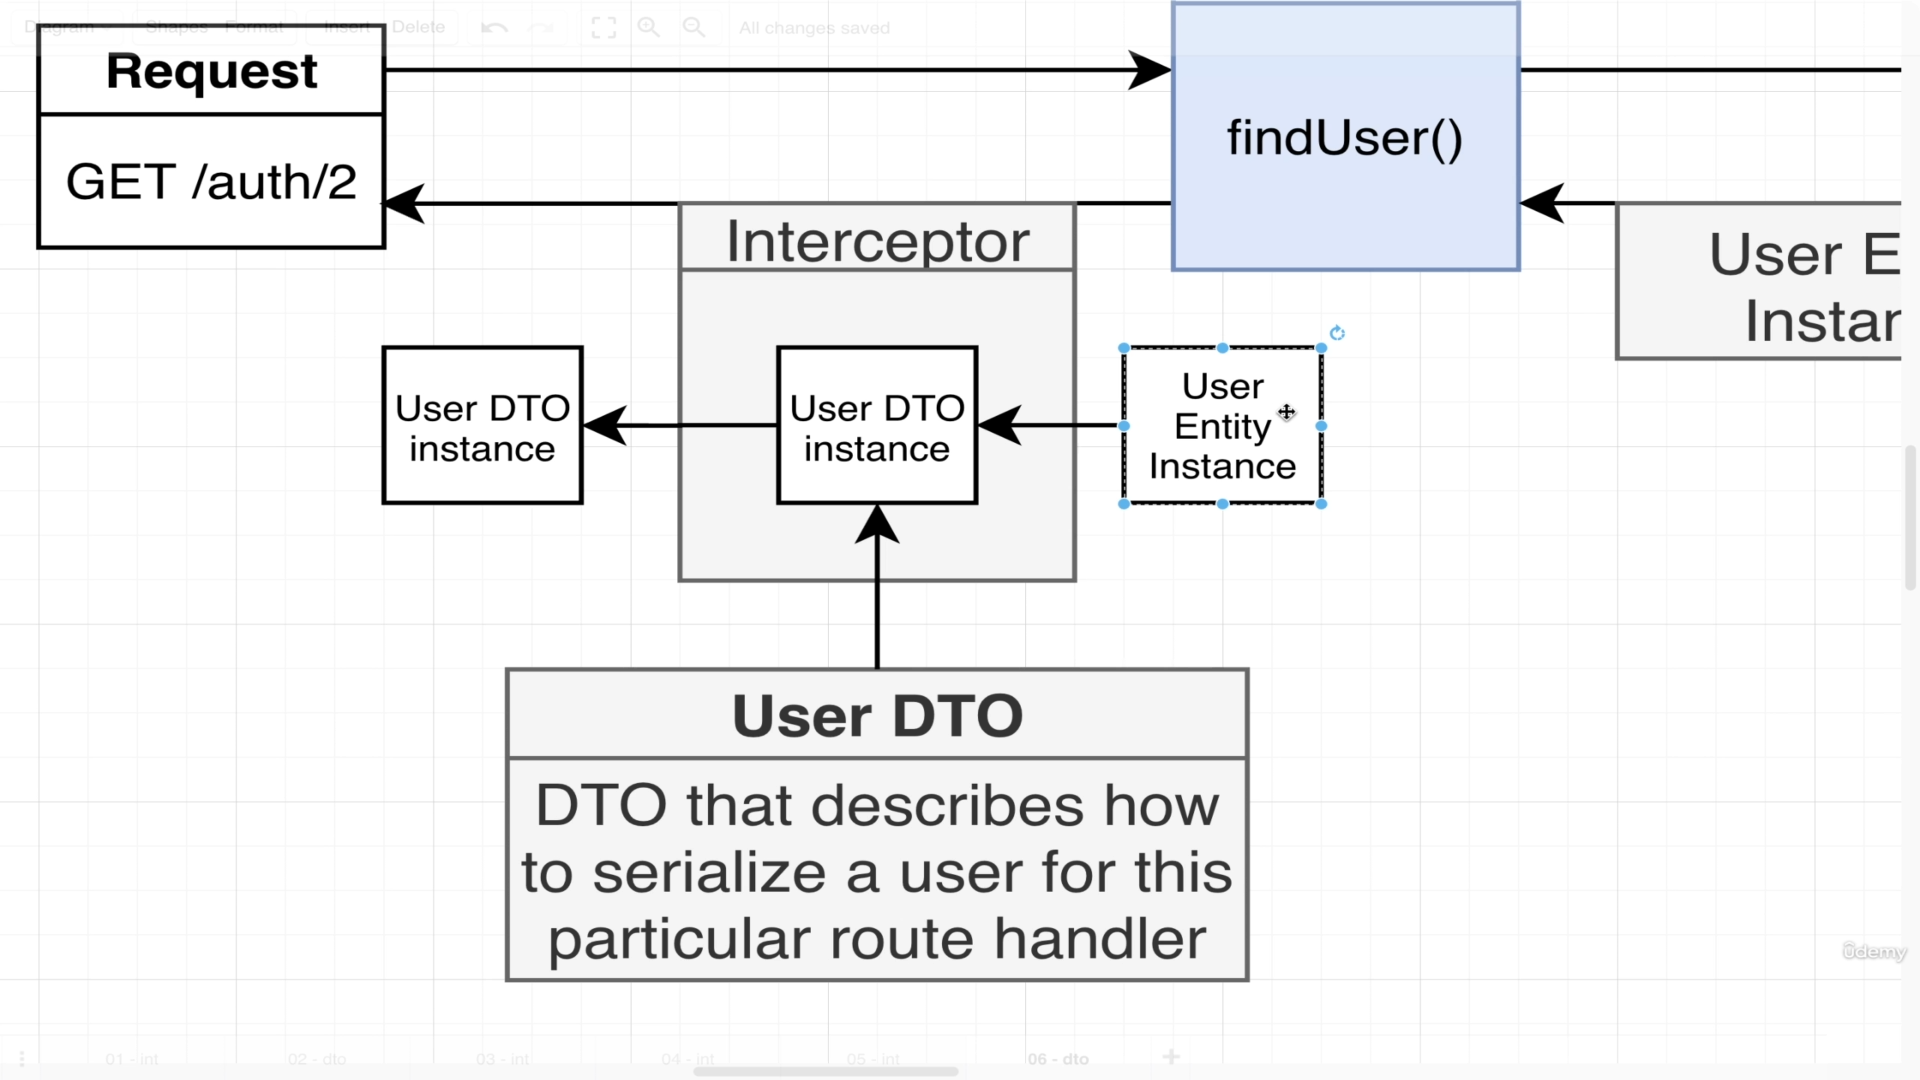 Diagram Shapes Format Insert Delete All changes saved
Request
GET /auth/2
findUser()
Interceptor
User E
Instar
User DTO
instance
User DTO
instance
User
Entity
Instance
User DTO
DTO that describes how
to serialize a user for this
particular route handler
ûdemy
01 - int 02 - dto 03 - int 04 - int 05 - int 06 - dto